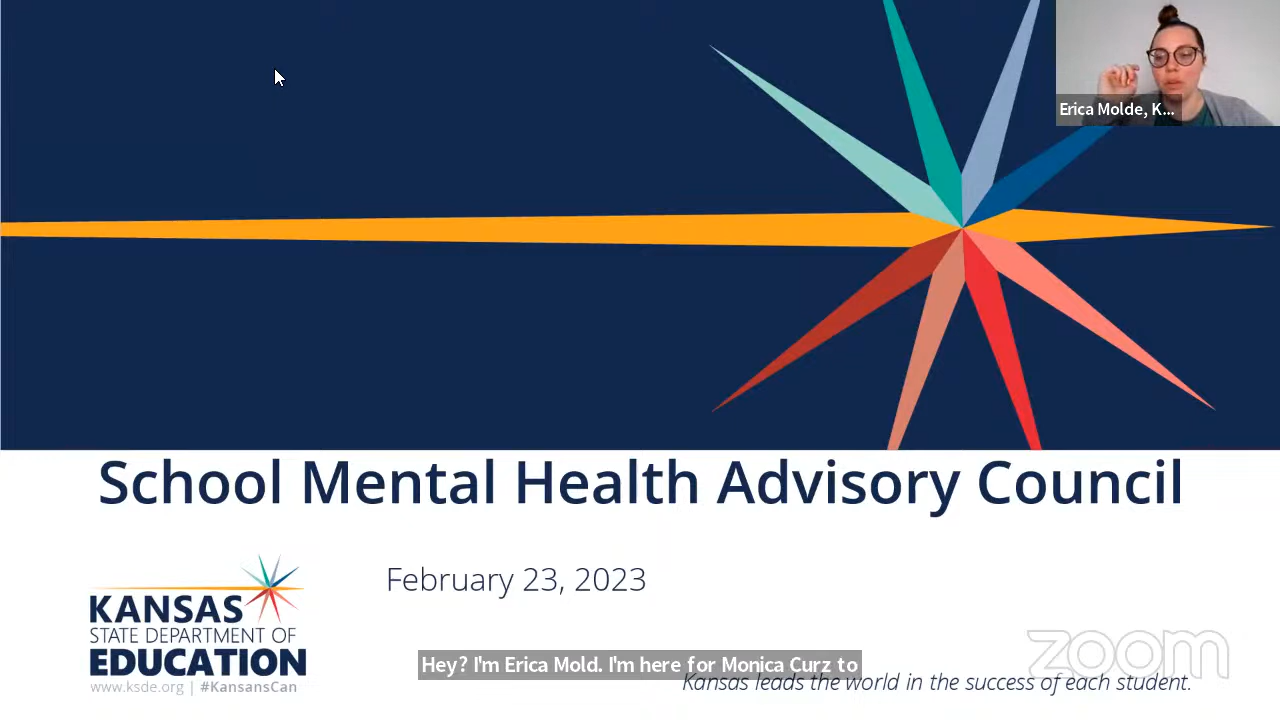 Erica Molde, K...
School Mental Health Advisory Council
February 23, 2023
KANSAS
STATE DEPARTMENT OF
EDUCATION
www.ksde.org | #KansansCan
zoom
Hey? I'm Erica Mold. I'm here for Monica Curz to
Kansas leads the world in the success of each student.